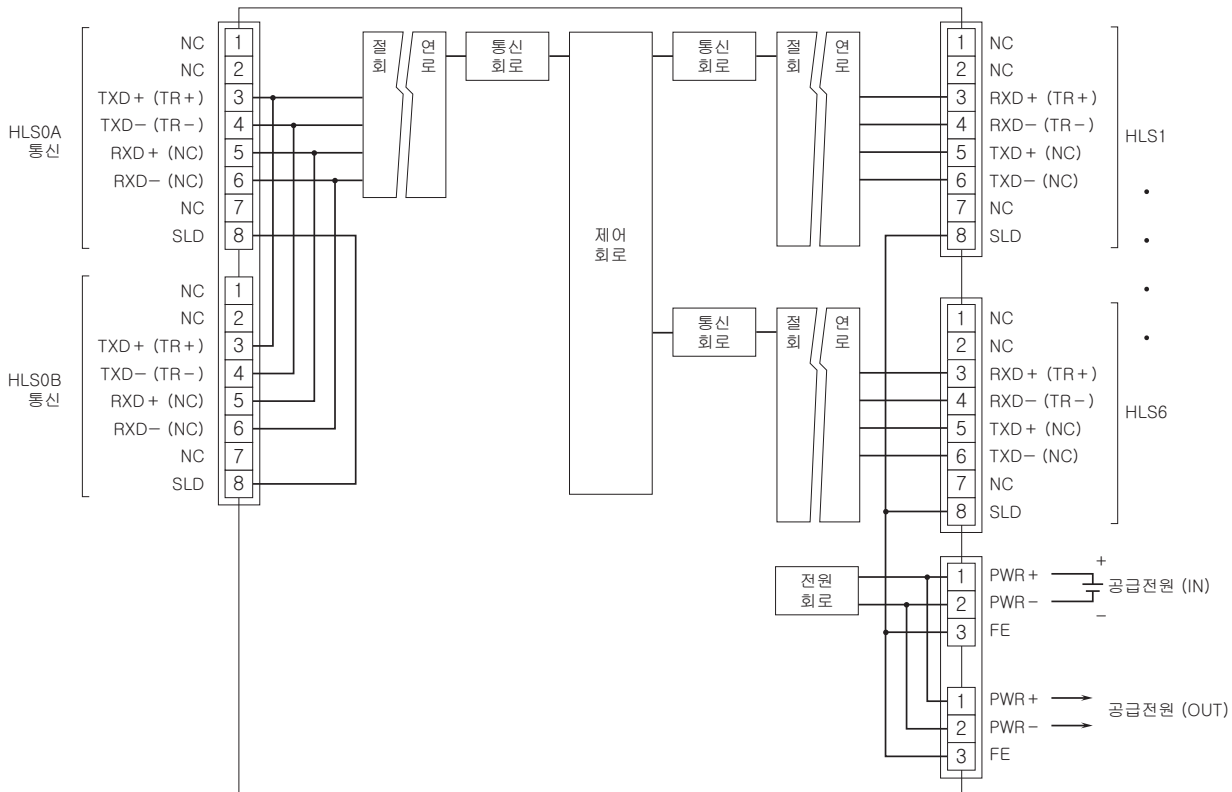 HLS0A
통신
NC 1
NC 2
TXD+ (TR+) 3
TXD− (TR−) 4
RXD+ (NC) 5
RXD− (NC) 6
NC 7
SLD 8
HLS0B
통신
NC 1
NC 2
TXD+ (TR+) 3
TXD− (TR−) 4
RXD+ (NC) 5
RXD− (NC) 6
NC 7
SLD 8
절 연
회 로
통신
회로
제어
회로
통신
회로
절 연
회 로
1 NC
2 NC
3 RXD+ (TR+)
4 RXD− (TR−)
5 TXD+ (NC)
6 TXD− (NC)
7 NC
8 SLD
HLS1
통신
회로
절 연
회 로
1 NC
2 NC
3 RXD+ (TR+)
4 RXD− (TR−)
5 TXD+ (NC)
6 TXD− (NC)
7 NC
8 SLD
HLS6
전원
회로
1 PWR+
2 PWR−
3 FE
+
−
공급전원 (IN)
1 PWR+
2 PWR−
3 FE
공급전원 (OUT)